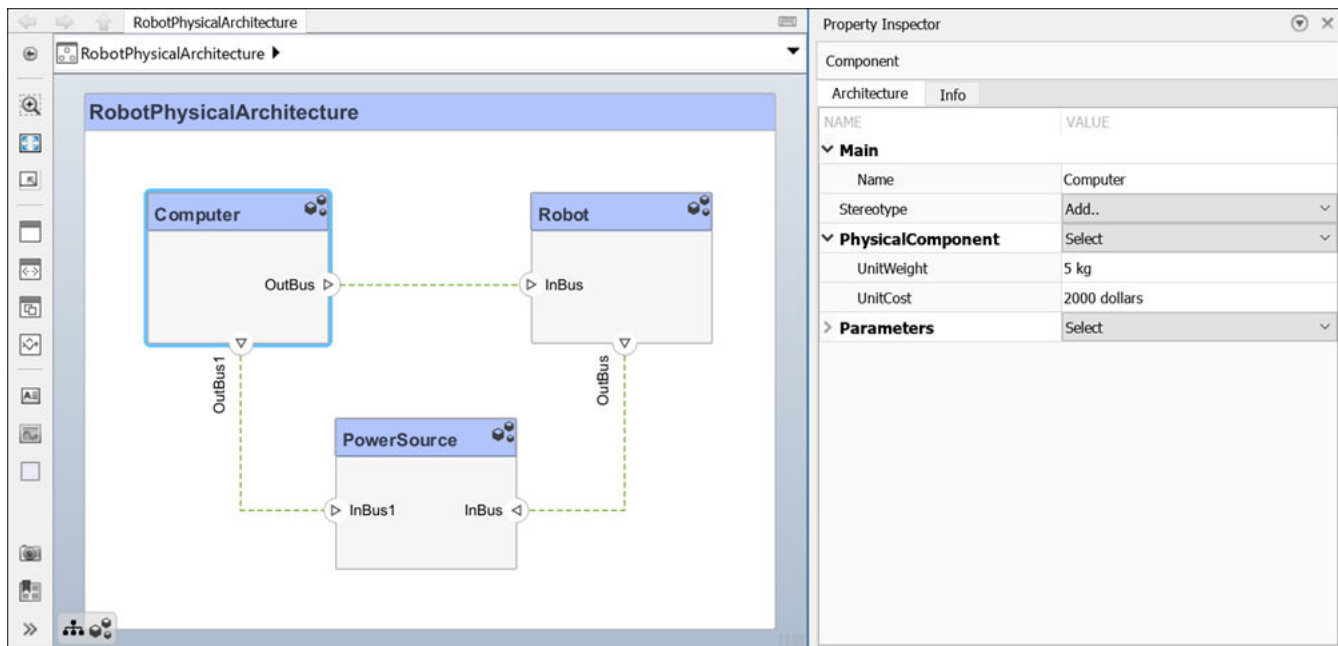 RobotPhysicalArchitecture
RobotPhysicalArchitecture
RobotPhysicalArchitecture
Computer
Robot
OutBus
InBus
OutBus1
OutBus
PowerSource
InBus1
InBus
Property Inspector
Component
Architecture Info
NAME VALUE
Main
Name Computer
Stereotype Add..
PhysicalComponent Select
UnitWeight 5 kg
UnitCost 2000 dollars
Parameters Select